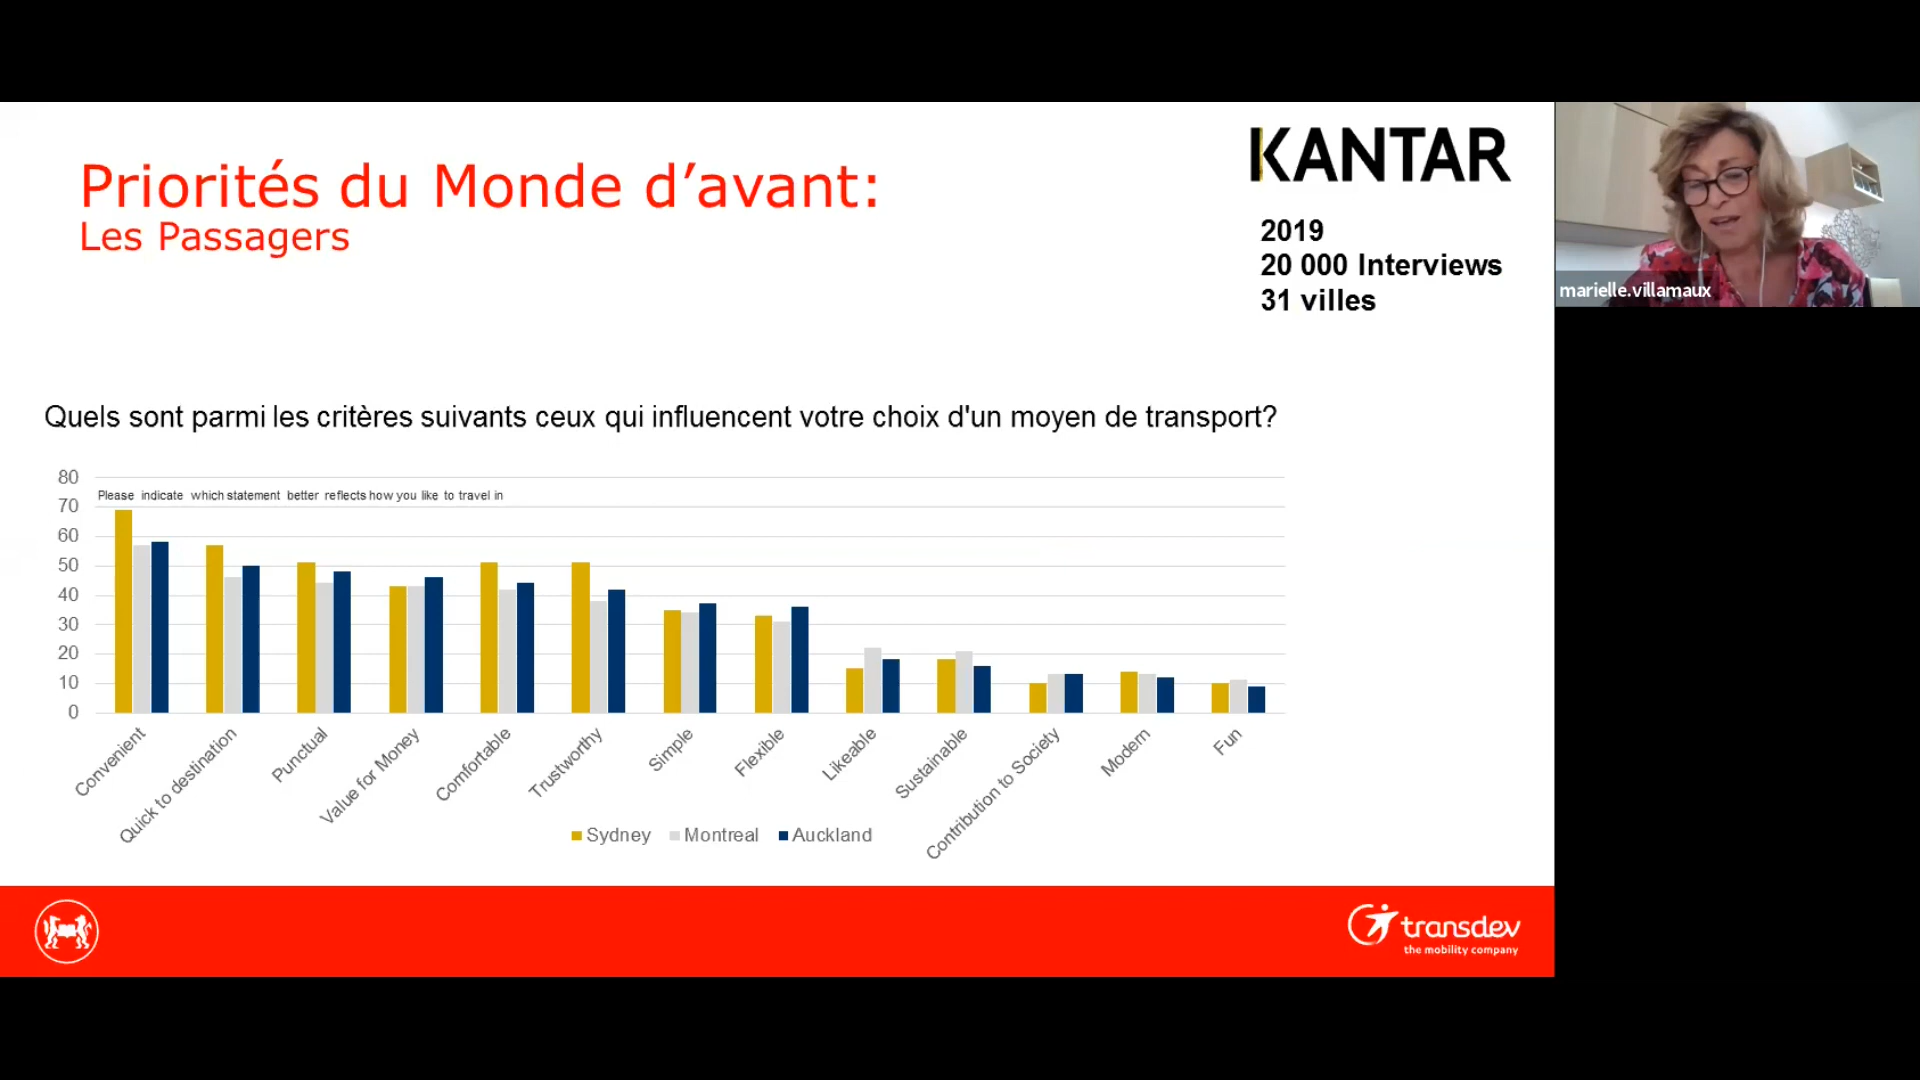 Priorités du Monde d’avant:
Les Passagers
KANTAR
2019
20 000 Interviews
31 villes
marielle.villamaux
Quels sont parmi les critères suivants ceux qui influencent votre choix d'un moyen de transport?
Please indicate which statement better reflects how you like to travel in
80
70
60
50
40
30
20
10
0
Convenient
Quick to destination
Punctual
Value for Money
Comfortable
Trustworthy
Simple
Flexible
Likeable
Sustainable
Contribution to Society
Modern
Fun
Sydney Montreal Auckland
transdev
the mobility company